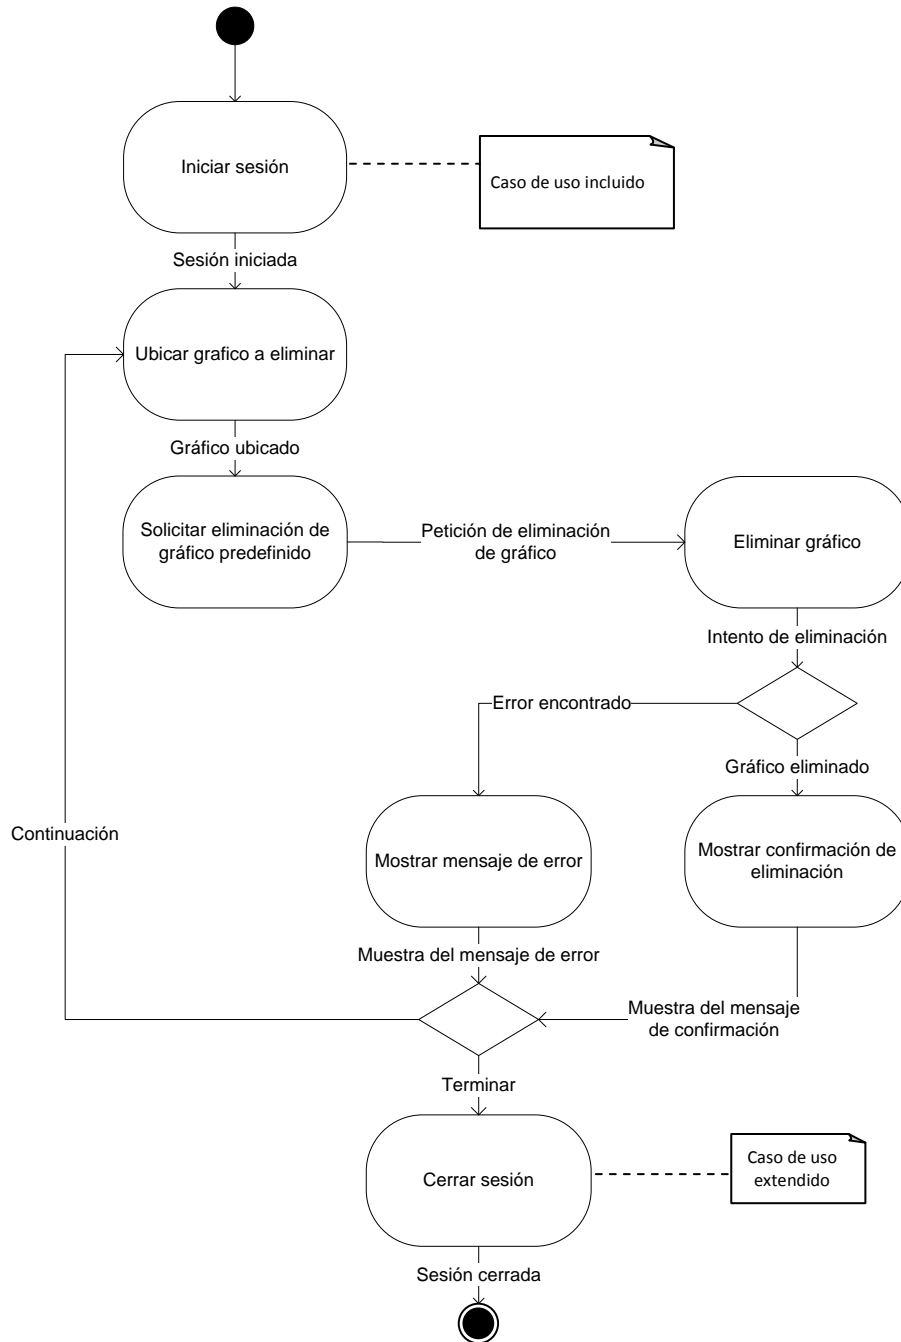 Iniciar sesión
Caso de uso incluido
Sesión iniciada
Ubicar grafico a eliminar
Gráfico ubicado
Solicitar eliminación de
gráfico predefinido
Petición de eliminación
de gráfico
Eliminar gráfico
Intento de eliminación
Error encontrado
Gráfico eliminado
Continuación
Mostrar mensaje de error
Mostrar confirmación de
eliminación
Muestra del mensaje de error
Muestra del mensaje
de confirmación
Terminar
Cerrar sesión
Caso de uso
extendido
Sesión cerrada